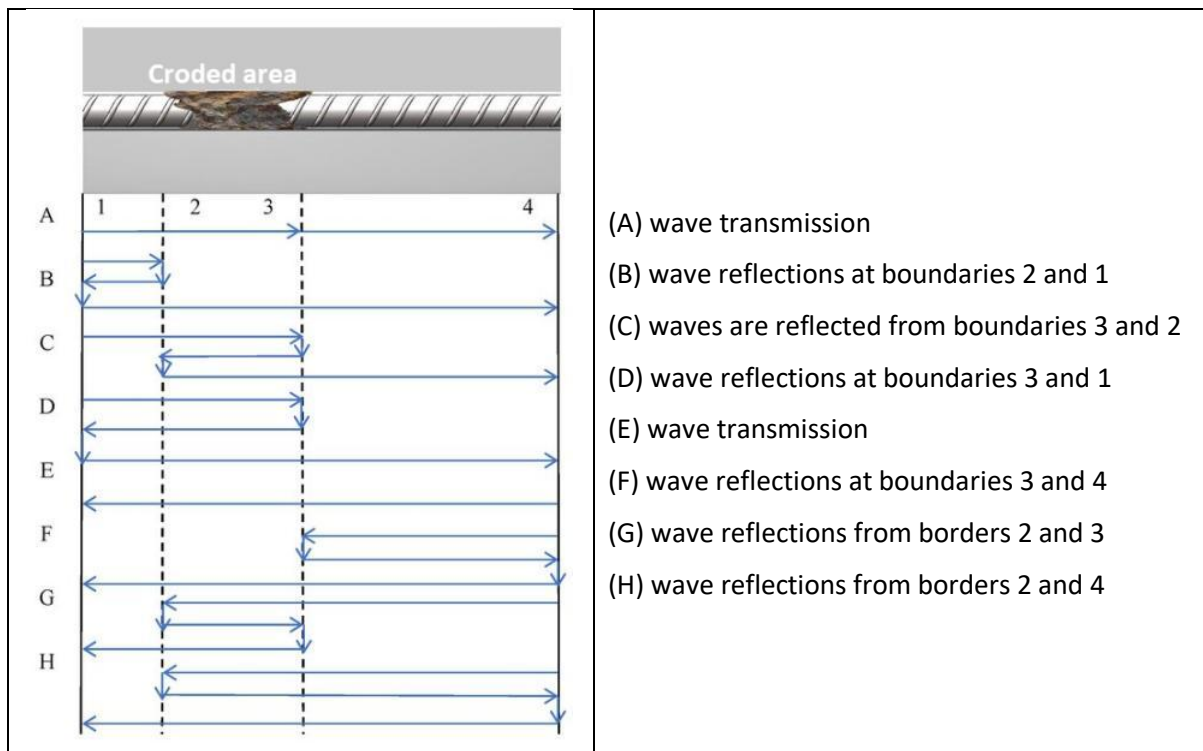 Croded area
1 2 3 4
A
B
C
D
E
F
G
H
(A) wave transmission
(B) wave reflections at boundaries 2 and 1
(C) waves are reflected from boundaries 3 and 2
(D) wave reflections at boundaries 3 and 1
(E) wave transmission
(F) wave reflections at boundaries 3 and 4
(G) wave reflections from borders 2 and 3
(H) wave reflections from borders 2 and 4